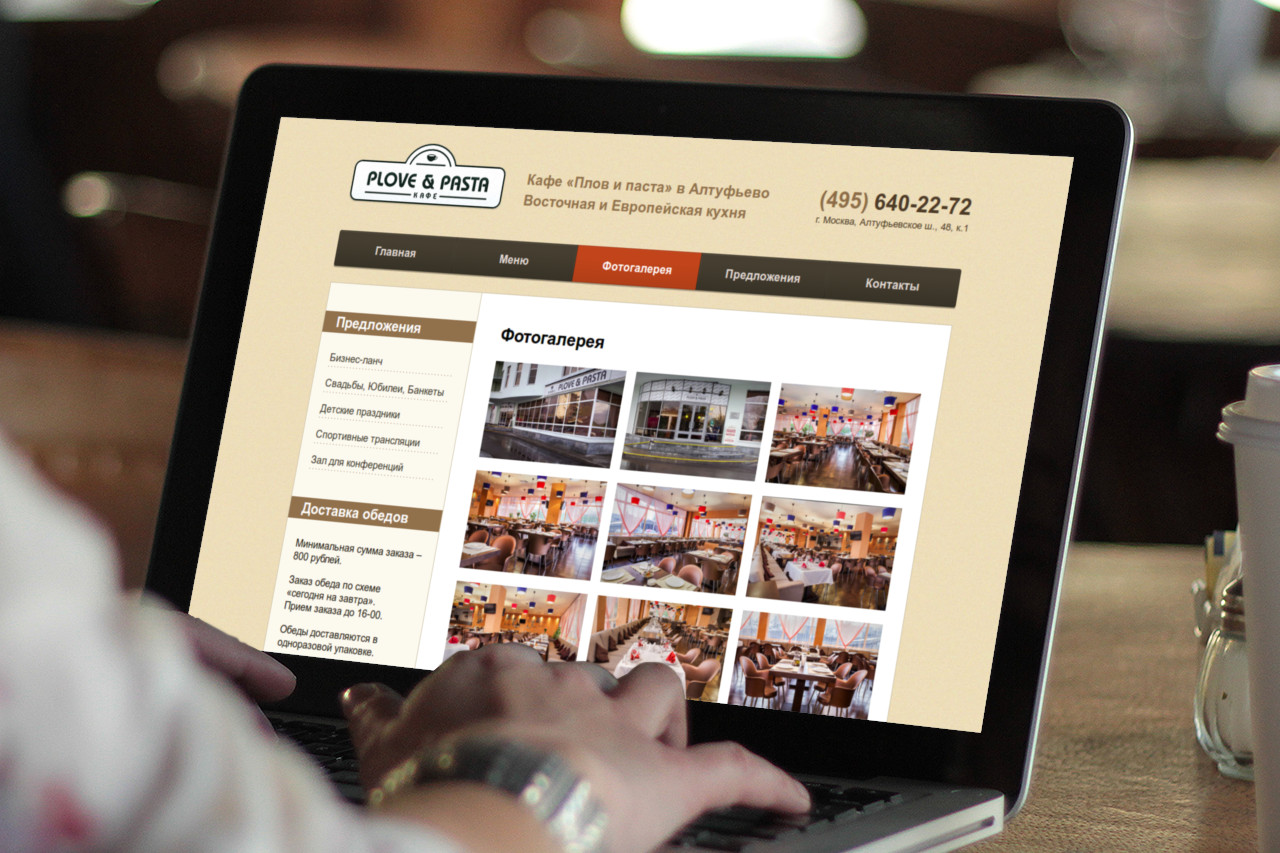 PLOVE & PASTA
КАФЕ
Кафе «Плов и паста» в Алтуфьево
Восточная и Европейская кухня
(495) 640-22-72
г. Москва, Алтуфьевское ш., 48, к.1
Главная
Меню
Фотогалерея
Предложения
Контакты
Предложения
Бизнес-ланч
Свадьбы, Юбилеи, Банкеты
Детские праздники
Спортивные трансляции
Зал для конференций
Доставка обедов
Минимальная сумма заказа –
800 рублей.
Заказ обеда по схеме
«сегодня на завтра».
Прием заказа до 16-00.
Обеды доставляются в
одноразовой упаковке.
Фотогалерея
PLOVE & PASTA